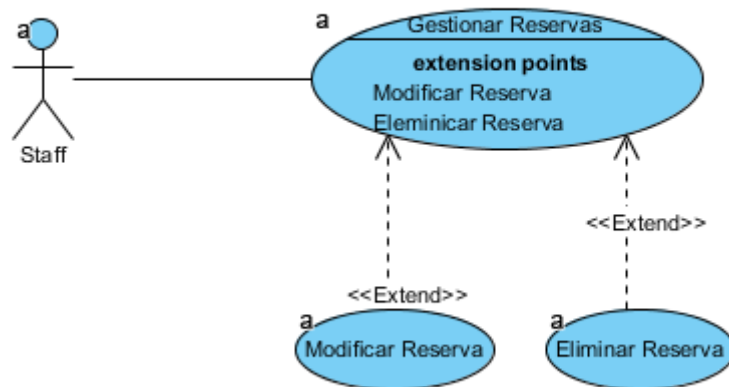 a
Staff
a
Gestionar Reservas
extension points
Modificar Reserva
Eleminicar Reserva
<<Extend>>
<<Extend>>
a
Modificar Reserva
a
Eliminar Reserva